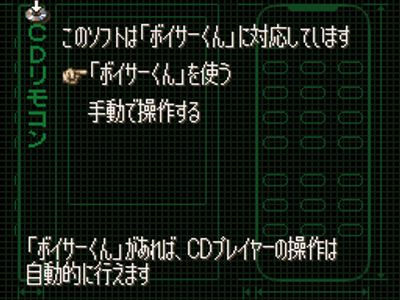 CDリモコン
このソフトは「ボイサーくん」に対応しています
「ボイサーくん」を使う
手動で操作する
「ボイサーくん」があれば、CDプレイヤーの操作は
自動的に行えます